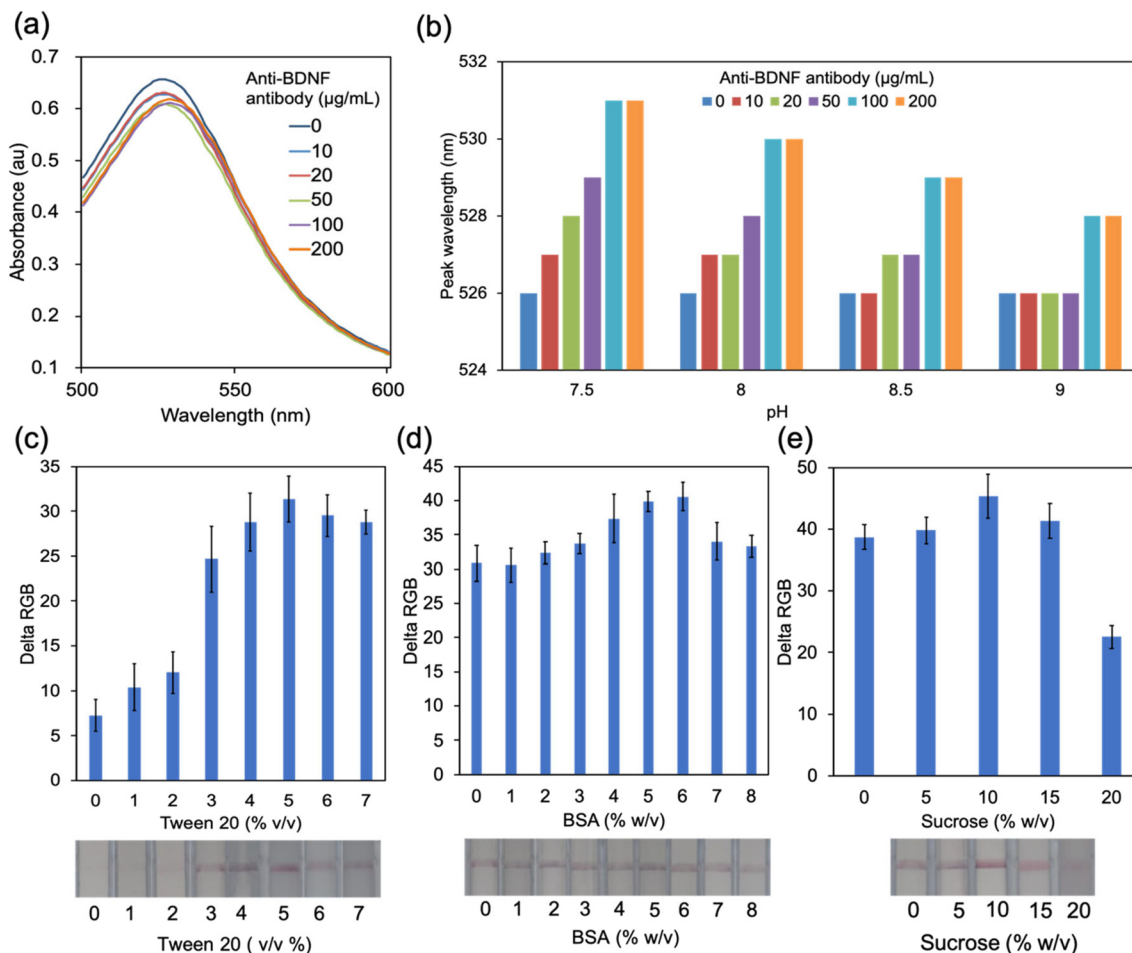 (a)
0.7
0.6
0.5
0.4
0.3
0.2
0.1
Absorbance (au)
500
550
600
Wavelength (nm)
Anti-BDNF
antibody (µg/mL)
0
10
20
50
100
200
(b)
532
530
528
526
524
Peak wavelength (nm)
Anti-BDNF antibody (µg/mL)
0 10 20 50 100 200
7.5 8 8.5 9
pH
(c)
35
30
25
20
15
10
5
0
Delta RGB
0 1 2 3 4 5 6 7
Tween 20 (% v/v)
0 1 2 3 4 5 6 7
Tween 20 ( v/v %)
(d)
45
40
35
30
25
20
15
10
5
0
Delta RGB
0 1 2 3 4 5 6 7 8
BSA (% w/v)
0 1 2 3 4 5 6 7 8
BSA (% w/v)
(e)
50
40
30
20
10
0
Delta RGB
0 5 10 15 20
Sucrose (% w/v)
0 5 10 15 20
Sucrose (% w/v)